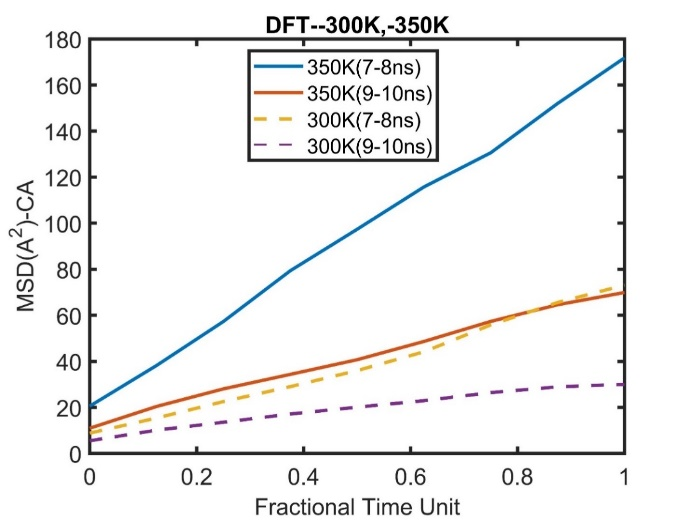 DFT--300K,-350K
180
160
140
120
100
80
60
40
20
0
MSD(A²)-CA
350K(7-8ns)
350K(9-10ns)
300K(7-8ns)
300K(9-10ns)
0 0.2 0.4 0.6 0.8 1
Fractional Time Unit